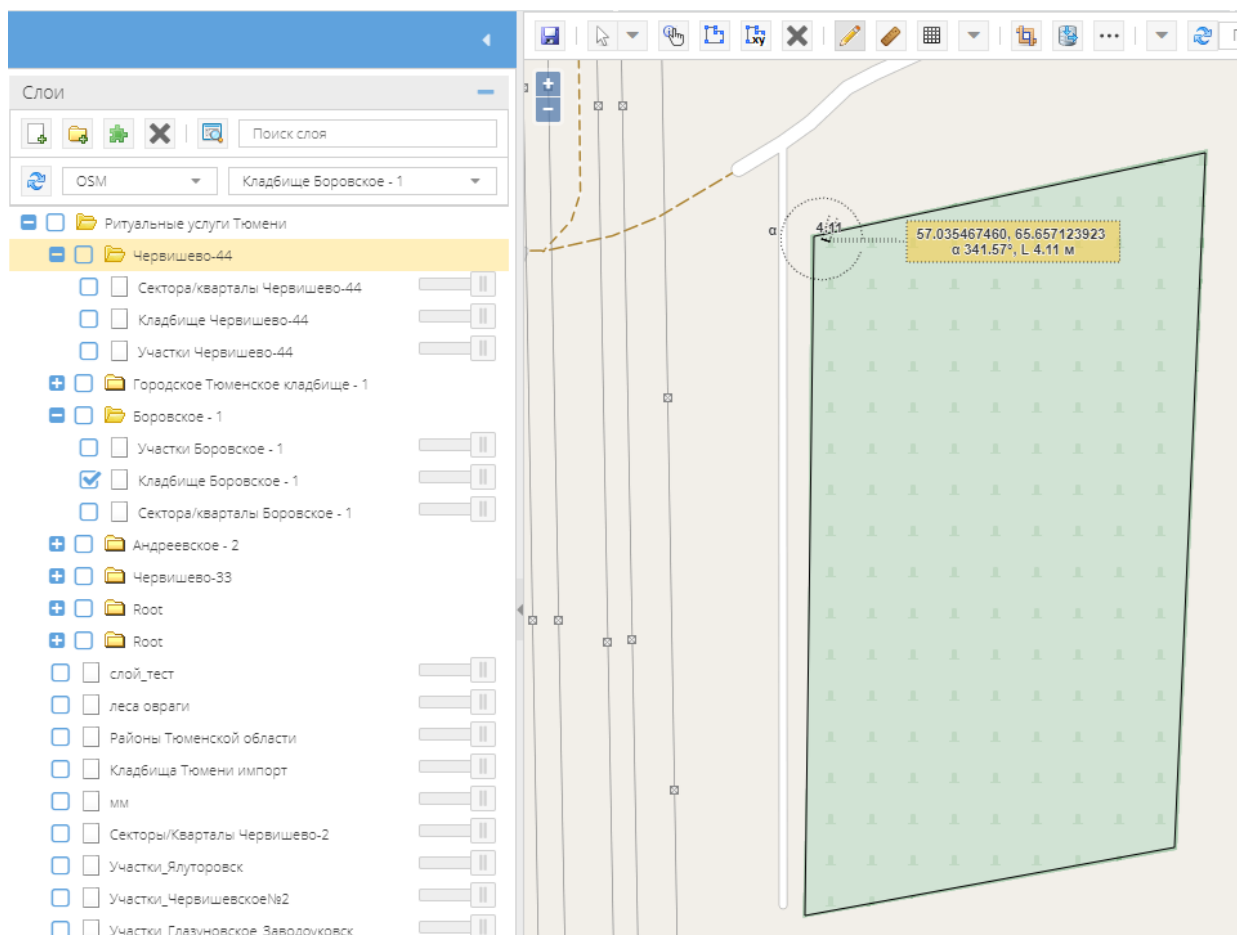 Слои
Поиск слоя
OSM
Кладбище Боровское - 1
Ритуальные услуги Тюмени
Червишево-44
Сектора/кварталы Червишево-44
Кладбище Червишево-44
Участки Червишево-44
Городское Тюменское кладбище - 1
Боровское - 1
Участки Боровское - 1
Кладбище Боровское - 1
Сектора/кварталы Боровское - 1
Андреевское - 2
Червишево-33
Root
Root
слой_тест
леса овраги
Районы Тюменской области
Кладбища Тюмени импорт
мм
Секторы/Кварталы Червишево-2
Участки_Ялуторовск
Участки_Червишевское№2
Участки_Глазуновское_Заводоуковск
xy
α
4.11
57.035467460, 65.657123923
α 341.57°, L 4.11 м